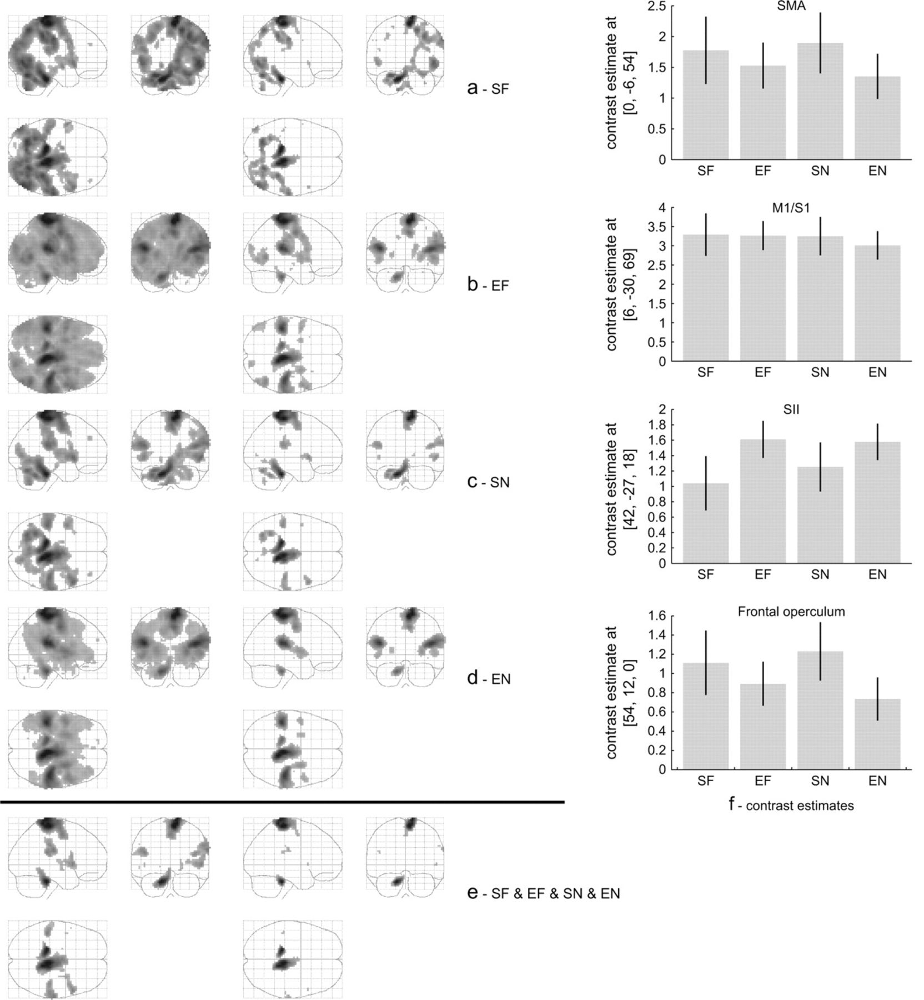 a - SF
b - EF
c - SN
d - EN
e - SF & EF & SN & EN
SMA
contrast estimate at
[0, -6, 54]
2.5
2
1.5
1
0.5
0
SF EF SN EN
M1/S1
contrast estimate at
[6, -30, 69]
4
3.5
3
2.5
2
1.5
1
0.5
0
SF EF SN EN
SII
contrast estimate at
[42, -27, 18]
2
1.8
1.6
1.4
1.2
1
0.8
0.6
0.4
0.2
0
SF EF SN EN
Frontal operculum
contrast estimate at
[54, 12, 0]
1.6
1.4
1.2
1
0.8
0.6
0.4
0.2
0
SF EF SN EN
f - contrast estimates